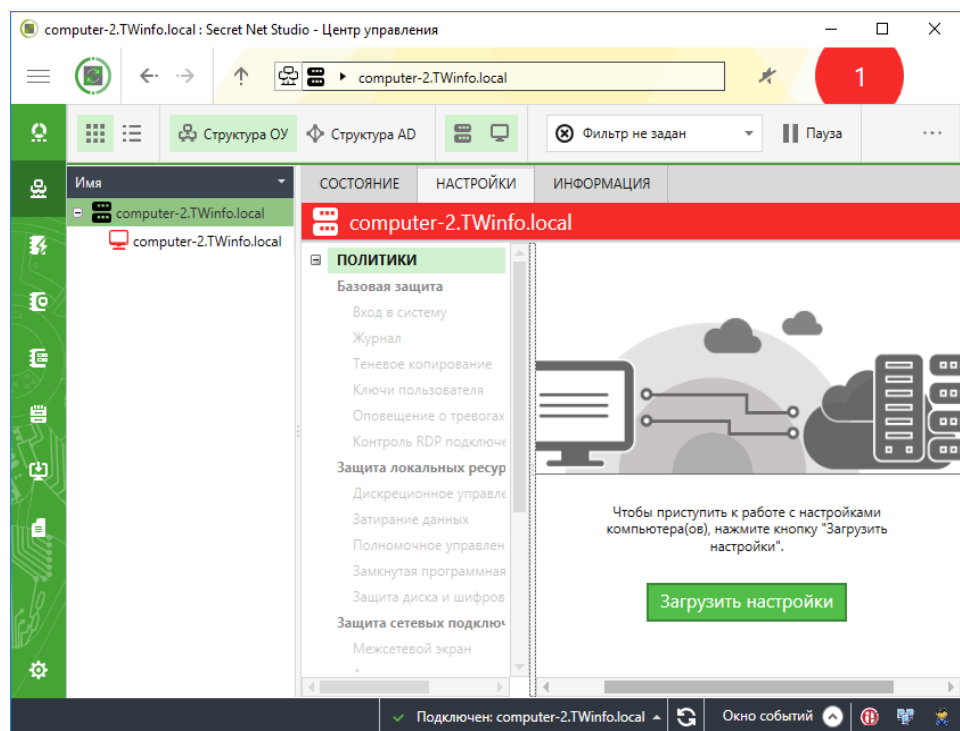 computer-2.TWinfo.local : Secret Net Studio - Центр управления
computer-2.TWinfo.local
1
Структура ОУ
Структура AD
Фильтр не задан
Пауза
Имя
computer-2.TWinfo.local
computer-2.TWinfo.local
СОСТОЯНИЕ
НАСТРОЙКИ
ИНФОРМАЦИЯ
computer-2.TWinfo.local
ПОЛИТИКИ
Базовая защита
Вход в систему
Журнал
Теневое копирование
Ключи пользователя
Оповещение о тревогах
Контроль RDP подключе
Защита локальных ресур
Дискреционное управле
Затирание данных
Полномочное управлен
Замкнутая программная
Защита диска и шифров
Защита сетевых подключ
Межсетевой экран
Чтобы приступить к работе с настройками
компьютера(ов), нажмите кнопку "Загрузить
настройки".
Загрузить настройки
Подключен: computer-2.TWinfo.local
Окно событий